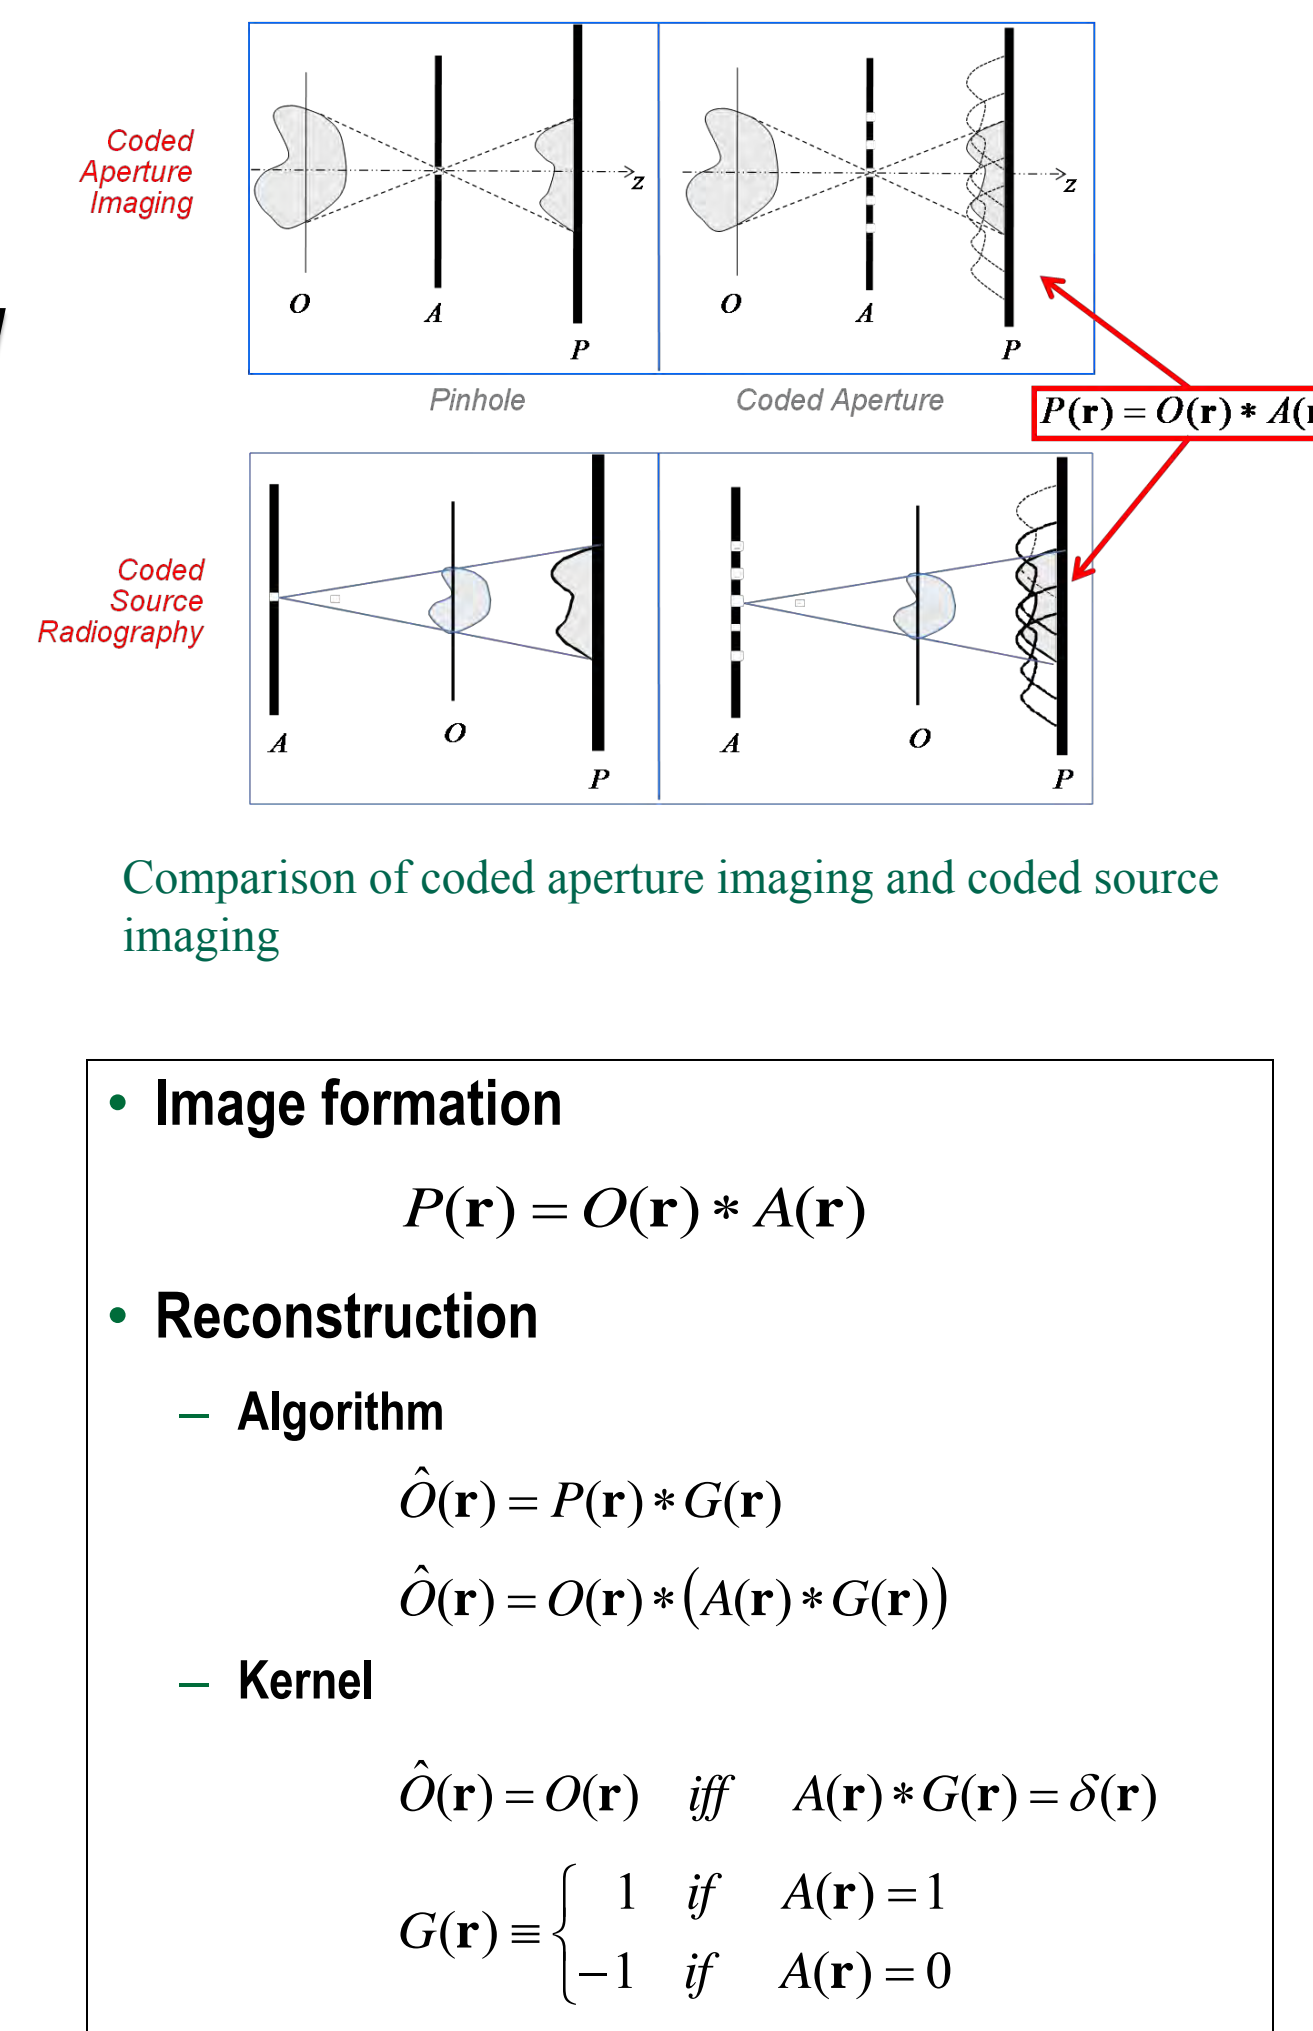 Coded
Aperture
Imaging
z
z
O
A
P
O
A
P
Pinhole
Coded Aperture
P(r) = O(r) * A(r
Coded
Source
Radiography
A
O
P
A
O
P
Comparison of coded aperture imaging and coded source
imaging
• Image formation
P(r) = O(r) * A(r)
• Reconstruction
– Algorithm
Ô(r) = P(r) * G(r)
Ô(r) = O(r) * (A(r) * G(r))
– Kernel
Ô(r) = O(r) iff A(r) * G(r) = δ(r)
G(r) ≡ { 1 if A(r) = 1
−1 if A(r) = 0